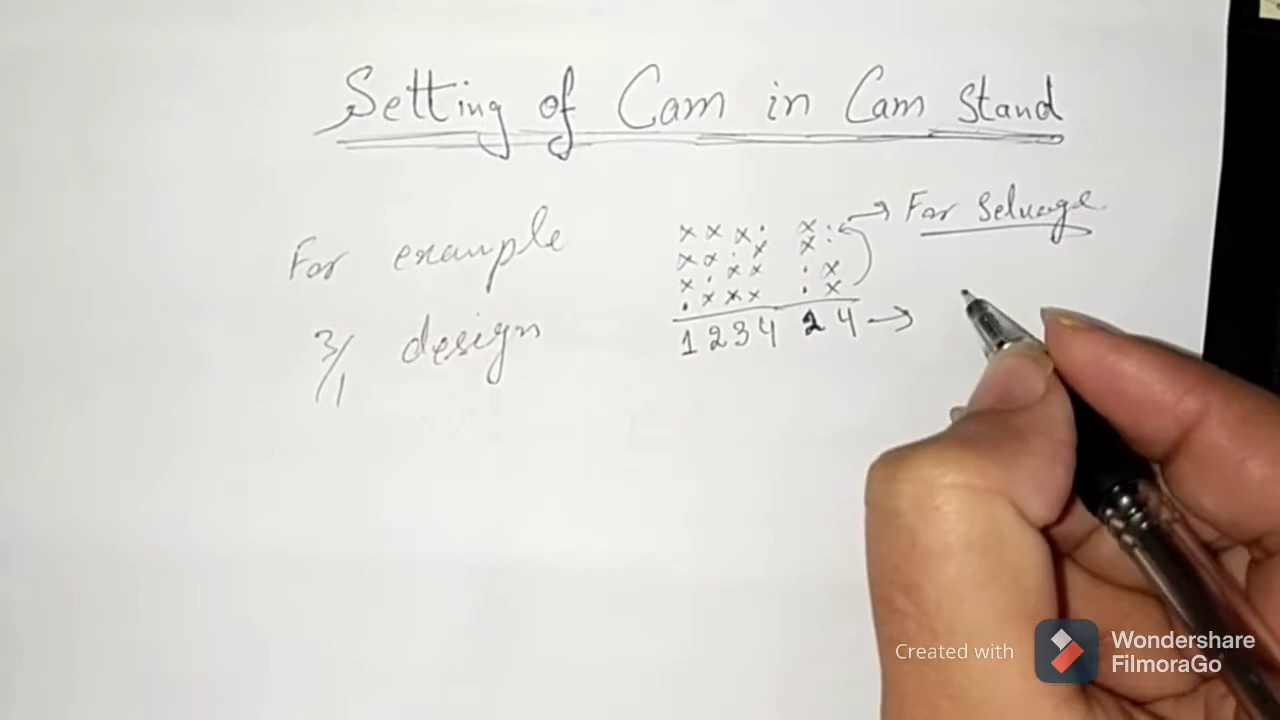 Setting of Cam in Cam Stand
For example
3/1 design
x x x . x . → For Selvage
x x . x x .
x . x x . x
. x x x . x
1 2 3 4 2 4 →
Created with Wondershare FilmoraGo